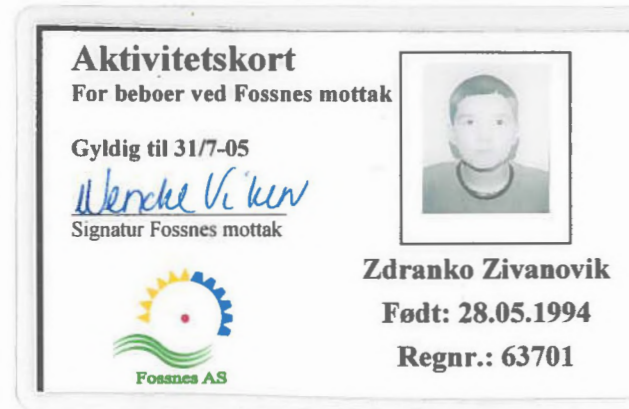 Aktivitetskort
For beboer ved Fossnes mottak
Gyldig til 31/7-05
Wenche Viken
Signatur Fossnes mottak
Fossnes AS
Zdranko Zivanovik
Født: 28.05.1994
Regnr.: 63701